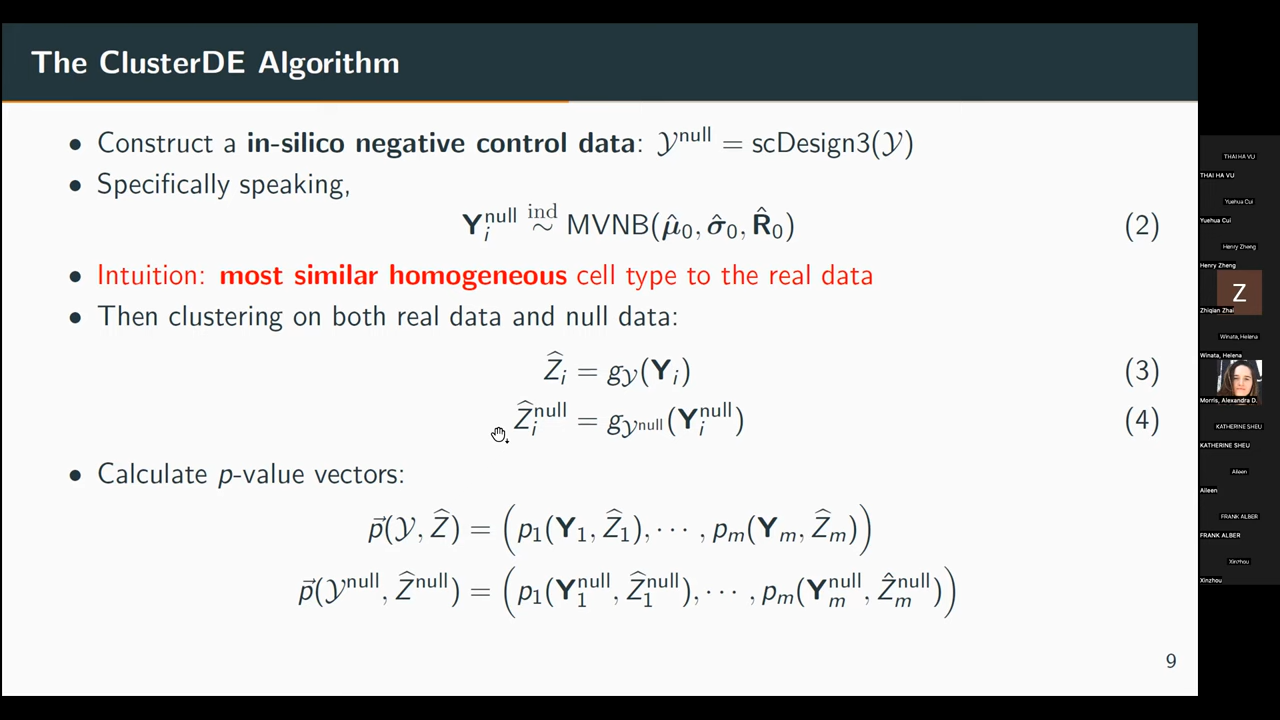 The ClusterDE Algorithm
• Construct a in-silico negative control data: 𝒴^null = scDesign3(𝒴)
• Specifically speaking,
Y_i^null ∼^ind MVNB(μ̂_0, σ̂_0, R̂_0) (2)
• Intuition: most similar homogeneous cell type to the real data
• Then clustering on both real data and null data:
Ẑ_i = g_𝒴(Y_i) (3)
Ẑ_i^null = g_𝒴^null(Y_i^null) (4)
• Calculate p-value vectors:
p⃗(𝒴, Ẑ) = (p_1(Y_1, Ẑ_1), ⋯ , p_m(Y_m, Ẑ_m))
p⃗(𝒴^null, Ẑ^null) = (p_1(Y_1^null, Ẑ_1^null), ⋯ , p_m(Y_m^null, Ẑ_m^null))
9
THAI HA VU
THAI HA VU
Yuehua Cui
Yuehua Cui
Henry Zheng
Henry Zheng
Z
Zhiqian Zhai
Winata, Helena
Winata, Helena
Morris, Alexandra D.
KATHERINE SHEU
KATHERINE SHEU
Aileen
Aileen
FRANK ALBER
FRANK ALBER
Xinzhou
Xinzhou